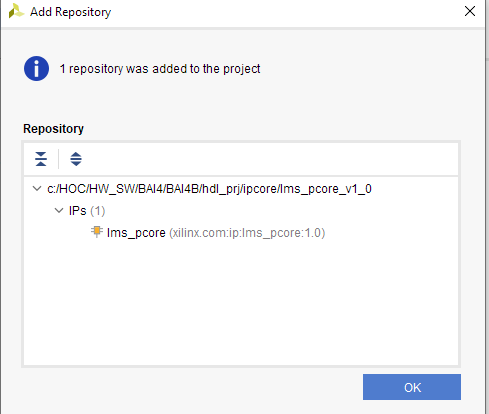 Add Repository
1 repository was added to the project
Repository
c:/HOC/HW_SW/BAI4/BAI4B/hdl_prj/ipcore/lms_pcore_v1_0
IPs (1)
lms_pcore (xilinx.com:ip:lms_pcore:1.0)
OK